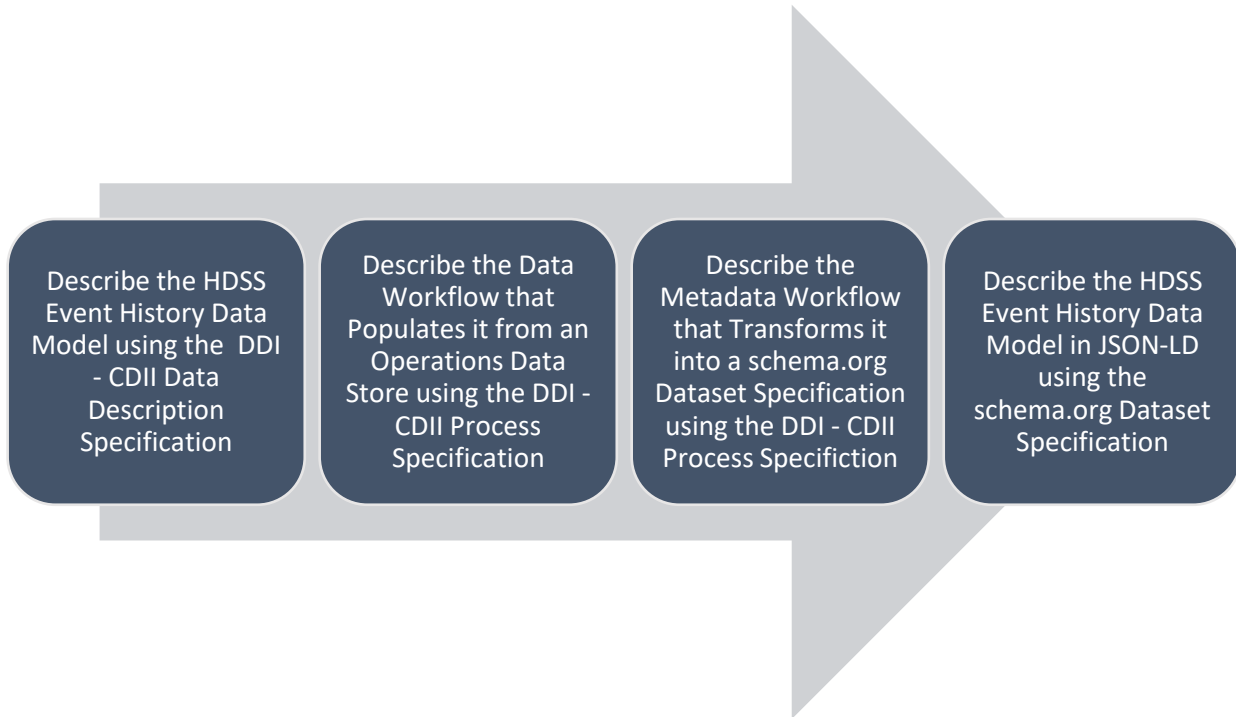 Describe the HDSS
Event History Data
Model using the  DDI
- CDII Data
Description
Specification
Describe the Data
Workflow that
Populates it from an
Operations Data
Store using the DDI -
CDII Process
Specification
Describe the
Metadata Workflow
that Transforms it
into a schema.org
Dataset Specification
using the DDI - CDII
Process Specifiction
Describe the HDSS
Event History Data
Model in JSON-LD
using the
schema.org Dataset
Specification